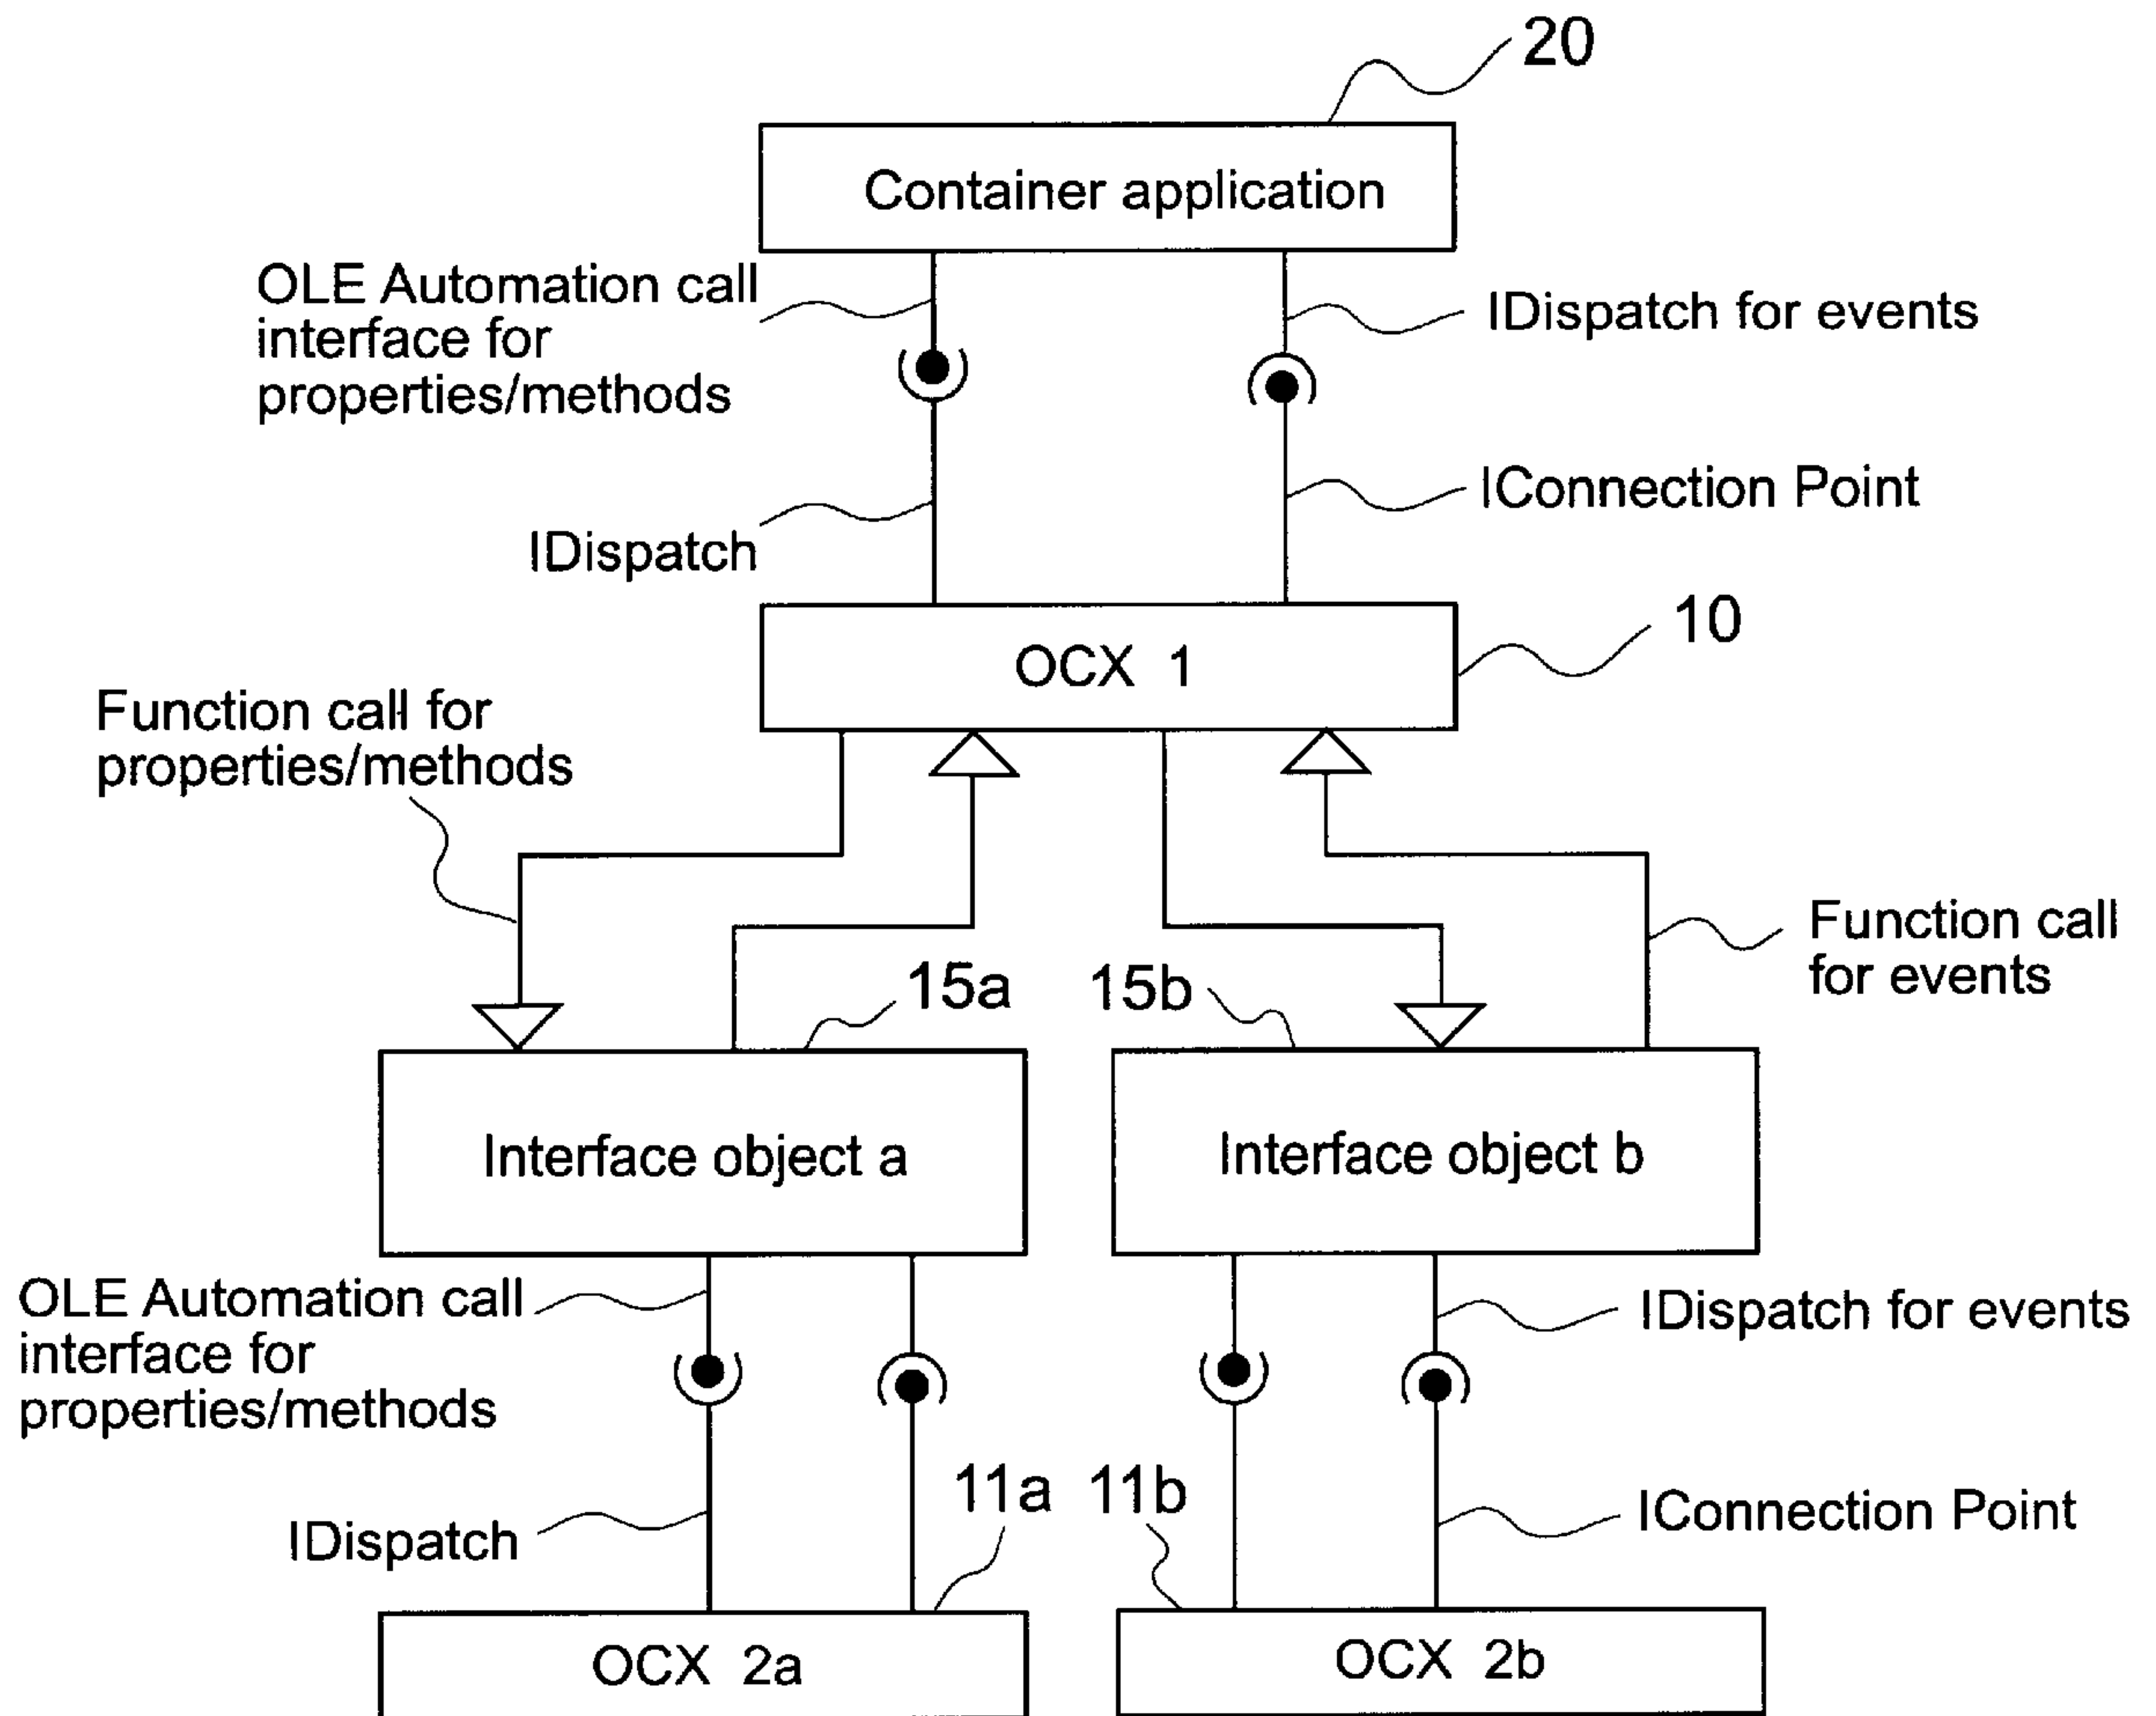 20
Container application
OLE Automation call
interface for
properties/methods
IDispatch for events
IConnection Point
IDispatch
10
OCX 1
Function call for
properties/methods
Function call
for events
15a
15b
Interface object a
Interface object b
OLE Automation call
interface for
properties/methods
IDispatch for events
11a
11b
IDispatch
IConnection Point
OCX 2a
OCX 2b